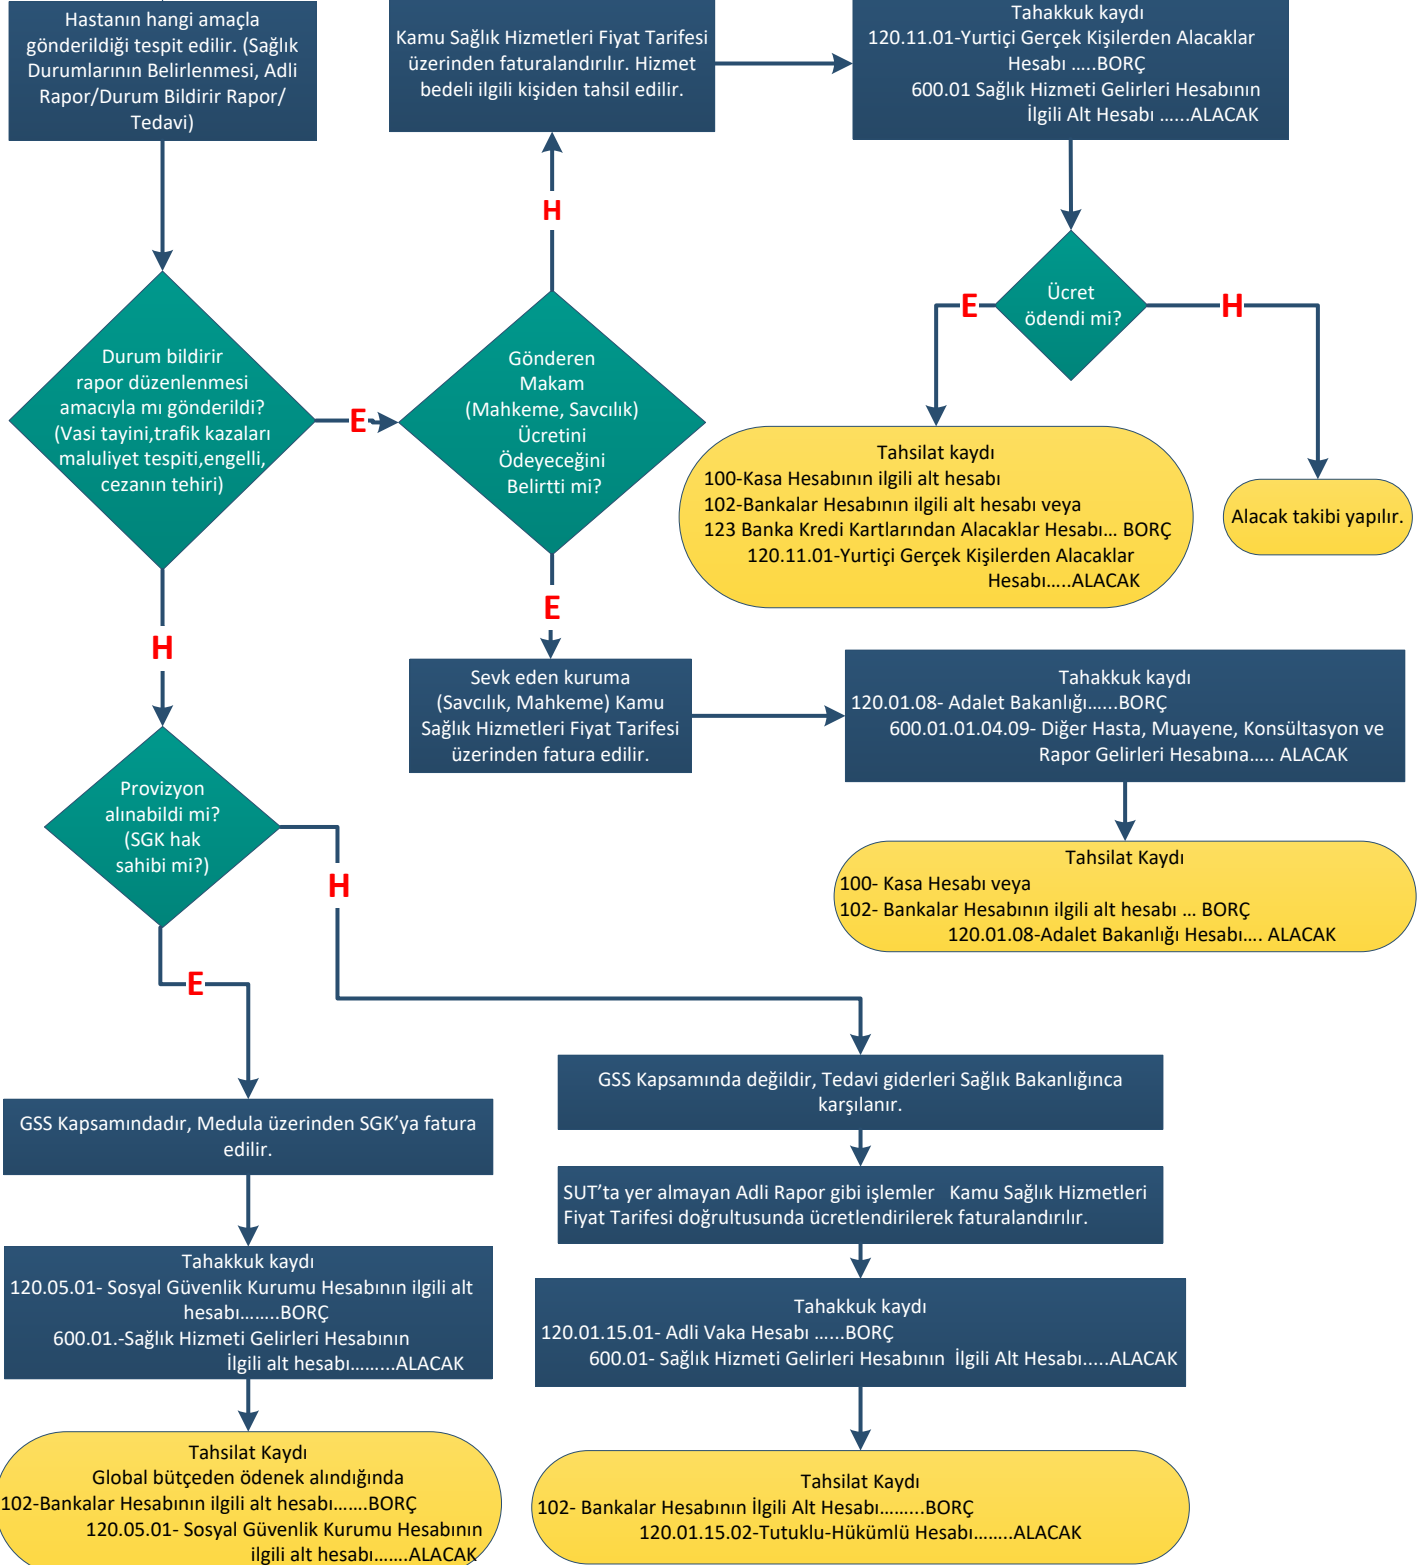 Hastanın hangi amaçla
gönderildiği tespit edilir. (Sağlık
Durumlarının Belirlenmesi, Adli
Rapor/Durum Bildirir Rapor/
Tedavi)
Kamu Sağlık Hizmetleri Fiyat Tarifesi
üzerinden faturalandırılır. Hizmet
bedeli ilgili kişiden tahsil edilir.
Tahakkuk kaydı
120.11.01-Yurtiçi Gerçek Kişilerden Alacaklar
Hesabı .....BORÇ
600.01 Sağlık Hizmeti Gelirleri Hesabının
İlgili Alt Hesabı ......ALACAK
H
Ücret
ödendi mi?
E
H
Durum bildirir
rapor düzenlenmesi
amacıyla mı gönderildi?
(Vasi tayini,trafik kazaları
maluliyet tespiti,engelli,
cezanın tehiri)
E
Gönderen
Makam
(Mahkeme, Savcılık)
Ücretini
Ödeyeceğini
Belirtti mi?
Tahsilat kaydı
100-Kasa Hesabının ilgili alt hesabı
102-Bankalar Hesabının ilgili alt hesabı veya
123 Banka Kredi Kartlarından Alacaklar Hesabı... BORÇ
120.11.01-Yurtiçi Gerçek Kişilerden Alacaklar
Hesabı.....ALACAK
Alacak takibi yapılır.
E
H
Sevk eden kuruma
(Savcılık, Mahkeme) Kamu
Sağlık Hizmetleri Fiyat Tarifesi
üzerinden fatura edilir.
Tahakkuk kaydı
120.01.08- Adalet Bakanlığı......BORÇ
600.01.01.04.09- Diğer Hasta, Muayene, Konsültasyon ve
Rapor Gelirleri Hesabına..... ALACAK
Provizyon
alınabildi mi?
(SGK hak
sahibi mi?)
H
Tahsilat Kaydı
100- Kasa Hesabı veya
102- Bankalar Hesabının ilgili alt hesabı ... BORÇ
120.01.08-Adalet Bakanlığı Hesabı.... ALACAK
E
GSS Kapsamında değildir, Tedavi giderleri Sağlık Bakanlığınca
karşılanır.
GSS Kapsamındadır, Medula üzerinden SGK’ya fatura
edilir.
SUT’ta yer almayan Adli Rapor gibi işlemler Kamu Sağlık Hizmetleri
Fiyat Tarifesi doğrultusunda ücretlendirilerek faturalandırılır.
Tahakkuk kaydı
120.05.01- Sosyal Güvenlik Kurumu Hesabının ilgili alt
hesabı........BORÇ
600.01.-Sağlık Hizmeti Gelirleri Hesabının
İlgili alt hesabı.........ALACAK
Tahakkuk kaydı
120.01.15.01- Adli Vaka Hesabı ......BORÇ
600.01- Sağlık Hizmeti Gelirleri Hesabının İlgili Alt Hesabı.....ALACAK
Tahsilat Kaydı
Global bütçeden ödenek alındığında
102-Bankalar Hesabının ilgili alt hesabı.......BORÇ
120.05.01- Sosyal Güvenlik Kurumu Hesabının
ilgili alt hesabı.......ALACAK
Tahsilat Kaydı
102- Bankalar Hesabının İlgili Alt Hesabı.........BORÇ
120.01.15.02-Tutuklu-Hükümlü Hesabı........ALACAK